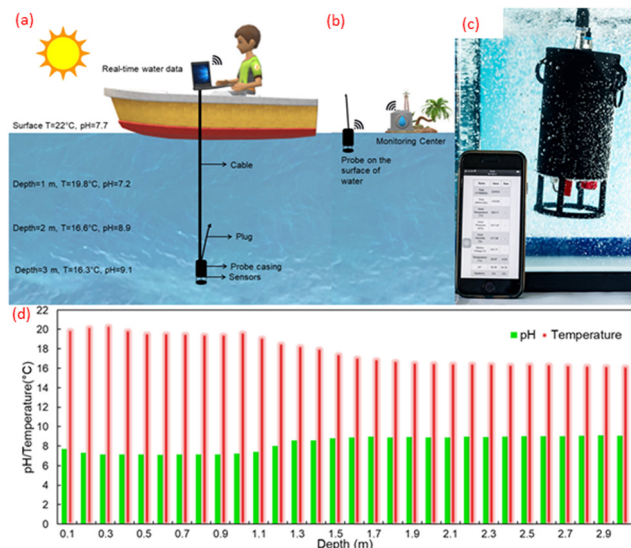 (a)
Real-time water data
Surface T=22°C, pH=7.7
Cable
Depth=1 m, T=19.8°C, pH=7.2
Depth=2 m, T=16.6°C, pH=8.9
Plug
Depth=3 m, T=16.3°C, pH=9.1
Probe casing
Sensors
(b)
Monitoring Center
Probe on the
surface of
water
(c)
(d)
pH Temperature
pH/Temperature(°C)
22
20
18
16
14
12
10
8
6
4
2
0
0.1 0.3 0.5 0.7 0.9 1.1 1.3 1.5 1.7 1.9 2.1 2.3 2.5 2.7 2.9
Depth (m)